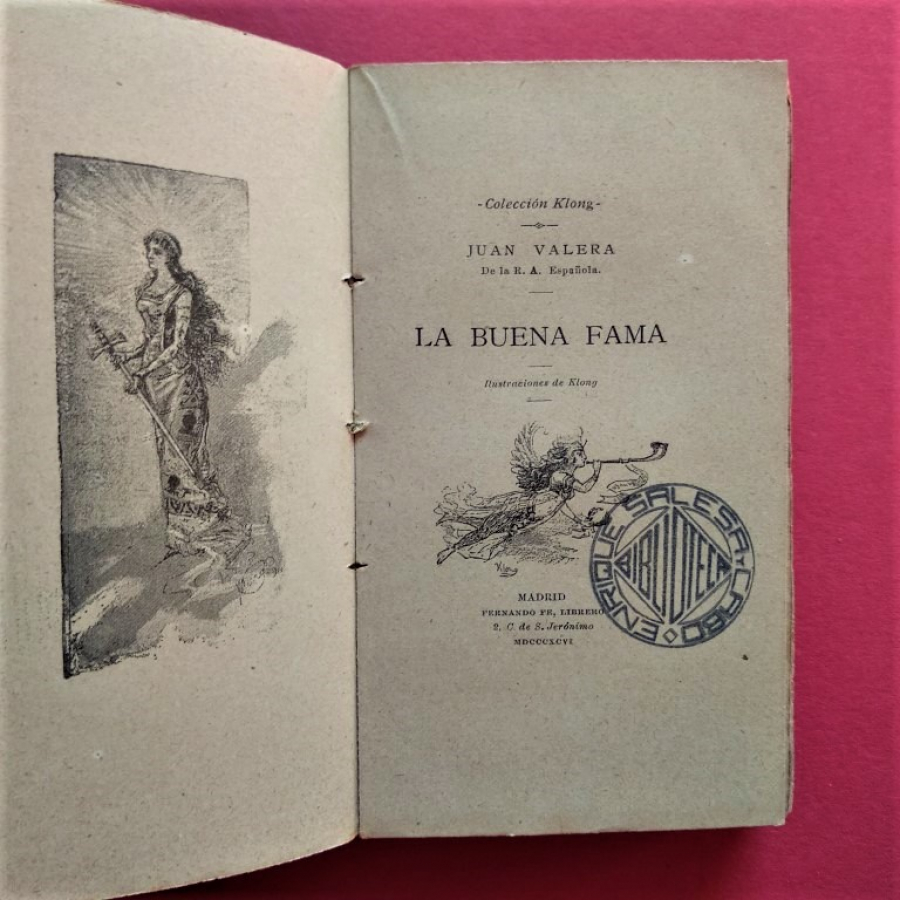 -Colección Klong-
JUAN VALERA
De la R. A. Española.
LA BUENA FAMA
Ilustraciones de Klong
Klong
MADRID
FERNANDO FE, LIBRERO
2, C. de S. Jerónimo
MDCCCXCVI
ENRIQUE SALESA Y CABO
BIBLIOTECA